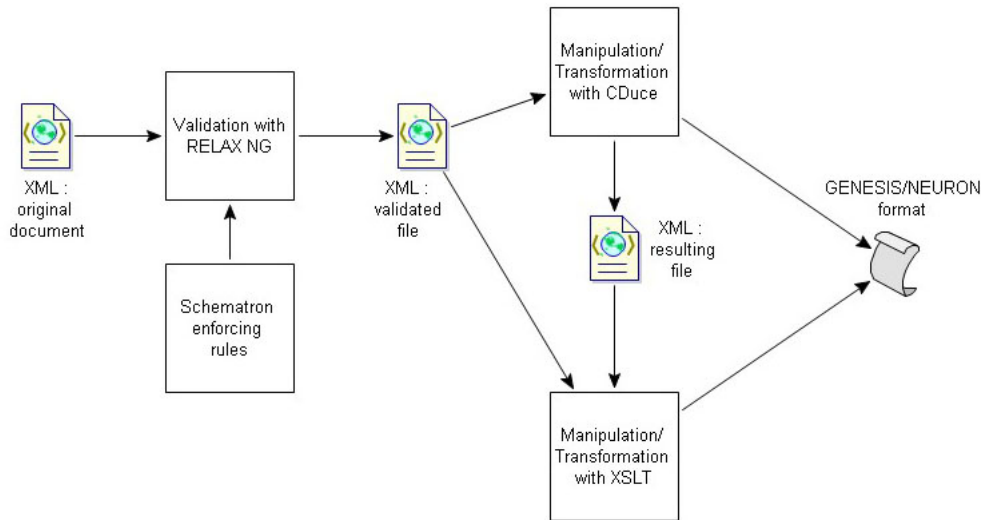 Manipulation/
Transformation
with CDuce
Validation with
RELAX NG
XML :
original
document
XML :
validated
file
GENESIS/NEURON
format
XML :
resulting
file
Schematron
enforcing
rules
Manipulation/
Transformation
with XSLT